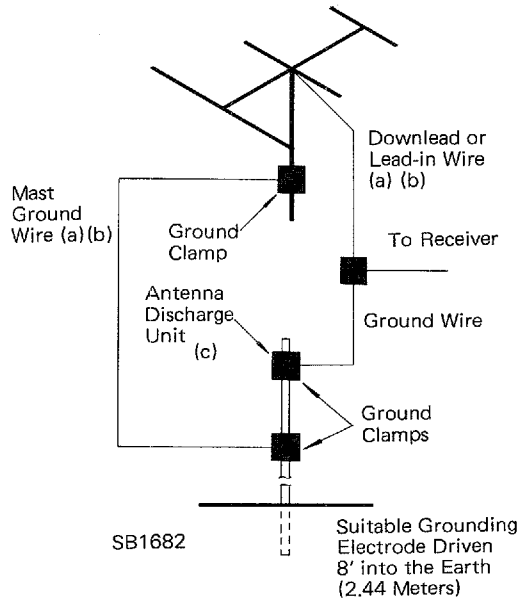 Downlead or
Lead-in Wire
(a) (b)
Mast
Ground
Wire (a)(b)
Ground
Clamp
To Receiver
Antenna
Discharge
Unit
(c)
Ground Wire
Ground
Clamps
SB1682
Suitable Grounding
Electrode Driven
8' into the Earth
(2.44 Meters)